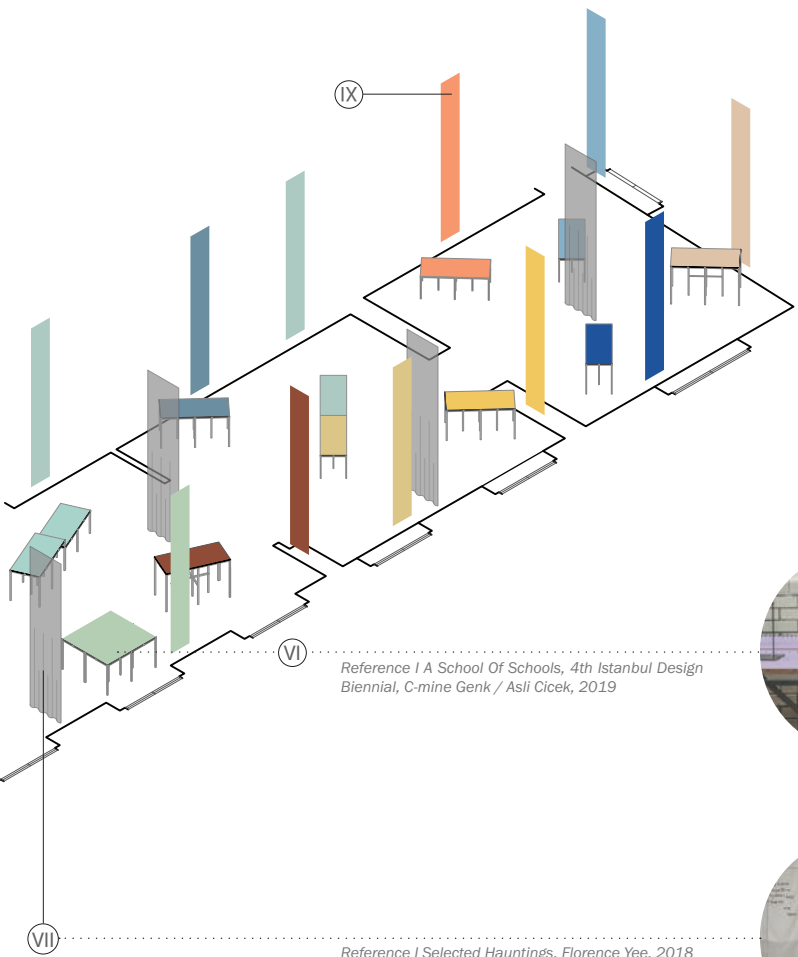 IX
VI
Reference I A School Of Schools, 4th Istanbul Design
Biennial, C-mine Genk / Asli Cicek, 2019
VII
Reference I Selected Hauntings, Florence Yee, 2018